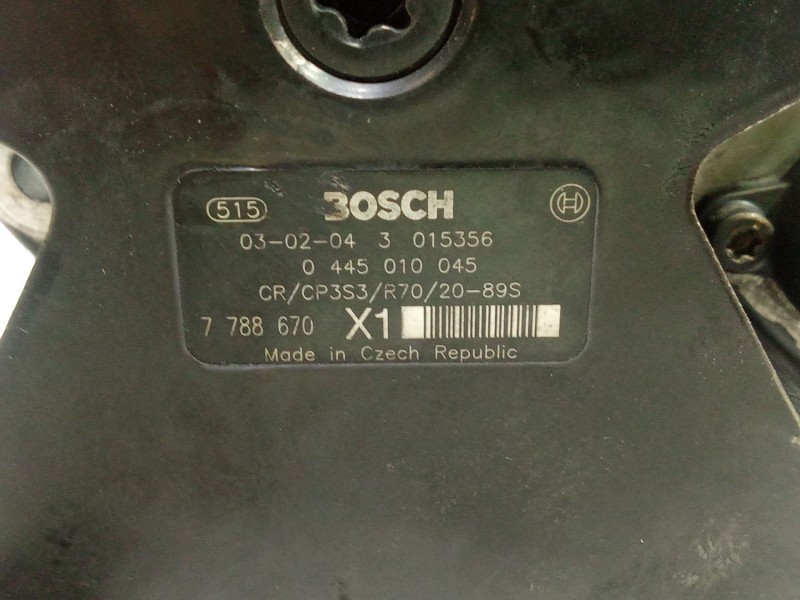 515 BOSCH
03-02-04 3 015356
0 445 010 045
CR/CP3S3/R70/20-89S
7 788 670 X1
Made in Czech Republic